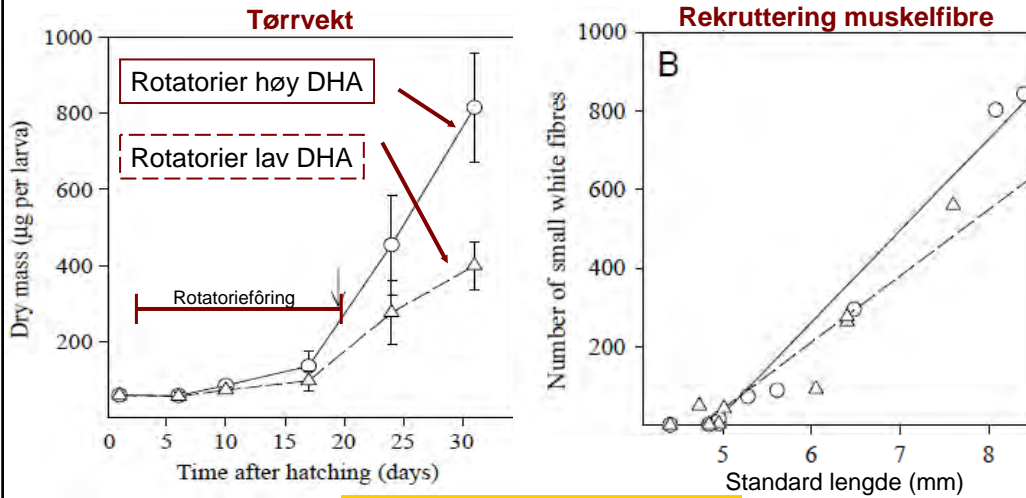 Tørrvekt
1000
800
600
400
200
Dry mass (µg per larva)
Rotatorier høy DHA
Rotatorier lav DHA
Rotatoriefôring
0 5 10 15 20 25 30
Time after hatching (days)
Rekruttering muskelfibre
B
1000
800
600
400
200
Number of small white fibres
5 6 7 8
Standard lengde (mm)